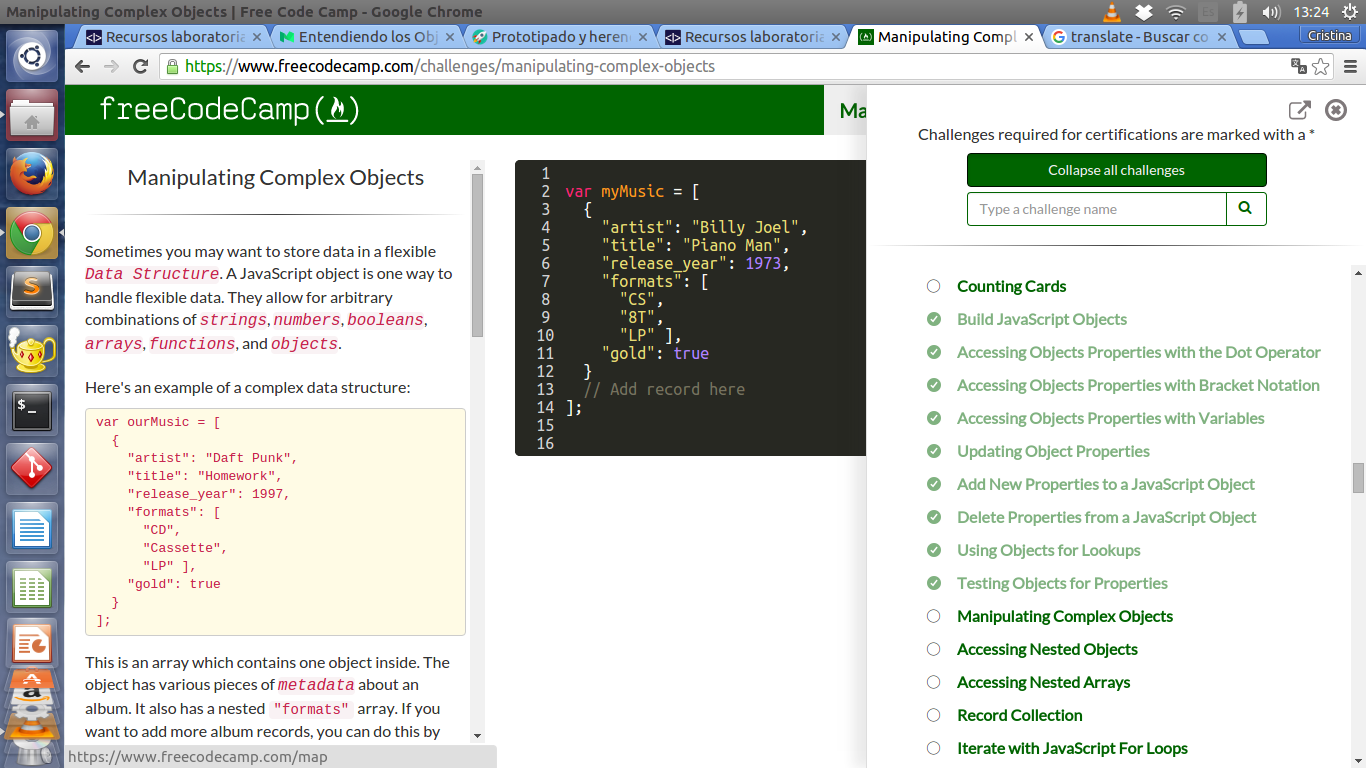 Manipulating Complex Objects | Free Code Camp - Google Chrome
Es
13:24
Recursos laboratoria
Entendiendo los Obj
Prototipado y heren
Recursos laboratoria
Manipulating Compl
translate - Buscar co
Cristina
https://www.freecodecamp.com/challenges/manipulating-complex-objects
freeCodeCamp(
)
Ma
Manipulating Complex Objects
Sometimes you may want to store data in a flexible
Data Structure. A JavaScript object is one way to
handle flexible data. They allow for arbitrary
combinations of strings, numbers, booleans,
arrays, functions, and objects.
Here's an example of a complex data structure:
var ourMusic = [
  {
    "artist": "Daft Punk",
    "title": "Homework",
    "release_year": 1997,
    "formats": [
      "CD",
      "Cassette",
      "LP" ],
    "gold": true
  }
];
This is an array which contains one object inside. The
object has various pieces of metadata about an
album. It also has a nested "formats" array. If you
want to add more album records, you can do this by
https://www.freecodecamp.com/map
1
2 var myMusic = [
3   {
4     "artist": "Billy Joel",
5     "title": "Piano Man",
6     "release_year": 1973,
7     "formats": [
8       "CS",
9       "8T",
10       "LP" ],
11     "gold": true
12   }
13   // Add record here
14 ];
15
16
Challenges required for certifications are marked with a *
Collapse all challenges
Type a challenge name
Counting Cards
Build JavaScript Objects
Accessing Objects Properties with the Dot Operator
Accessing Objects Properties with Bracket Notation
Accessing Objects Properties with Variables
Updating Object Properties
Add New Properties to a JavaScript Object
Delete Properties from a JavaScript Object
Using Objects for Lookups
Testing Objects for Properties
Manipulating Complex Objects
Accessing Nested Objects
Accessing Nested Arrays
Record Collection
Iterate with JavaScript For Loops